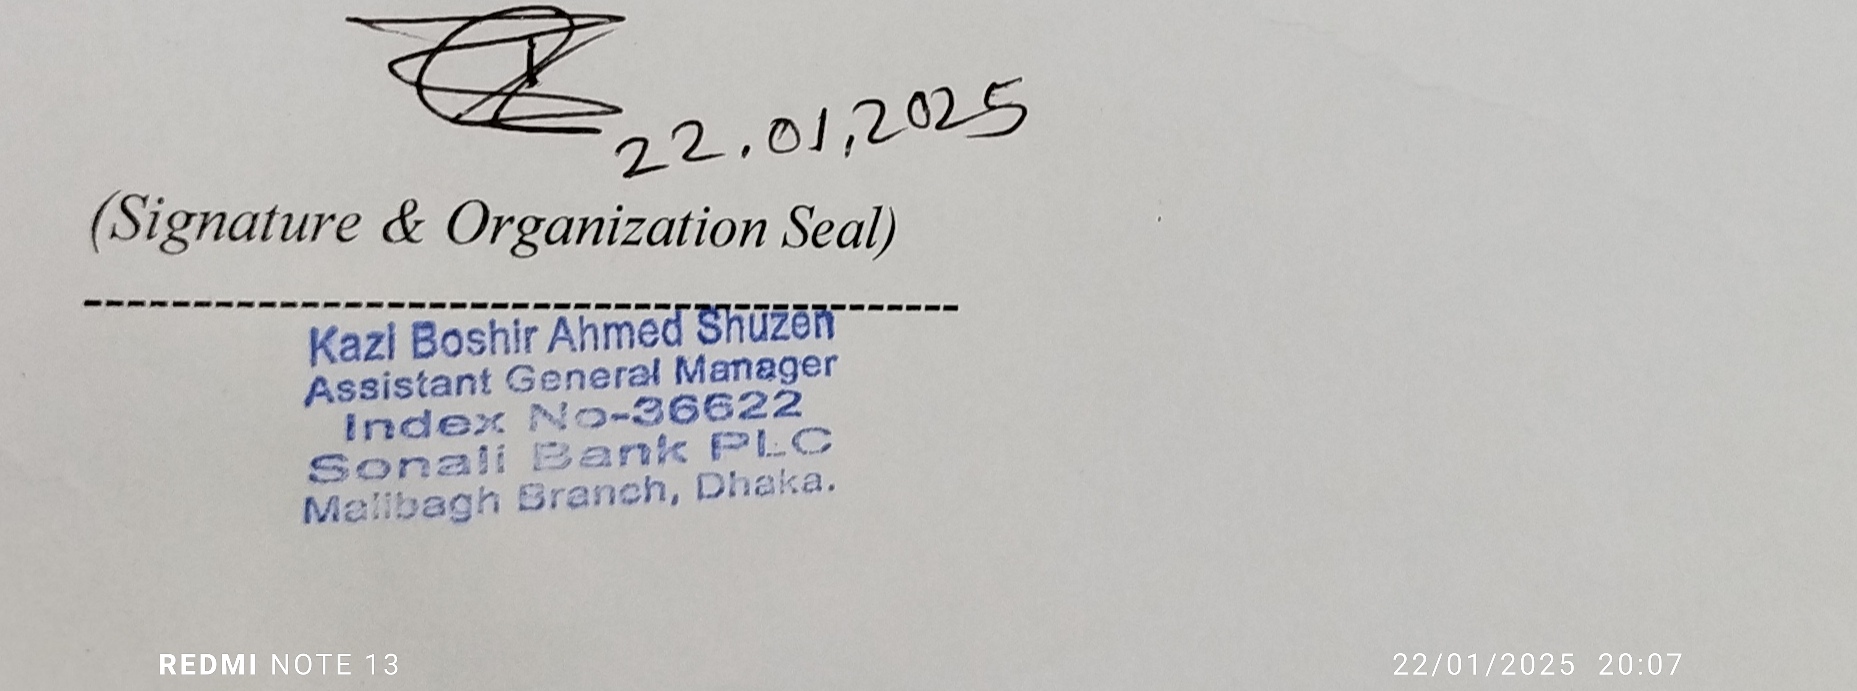 22.01.2025
(Signature & Organization Seal)
Kazi Boshir Ahmed Shuzen
Assistant General Manager
Index No-36622
Sonali Bank PLC
Malibagh Branch, Dhaka.
REDMI NOTE 13
22/01/2025 20:07